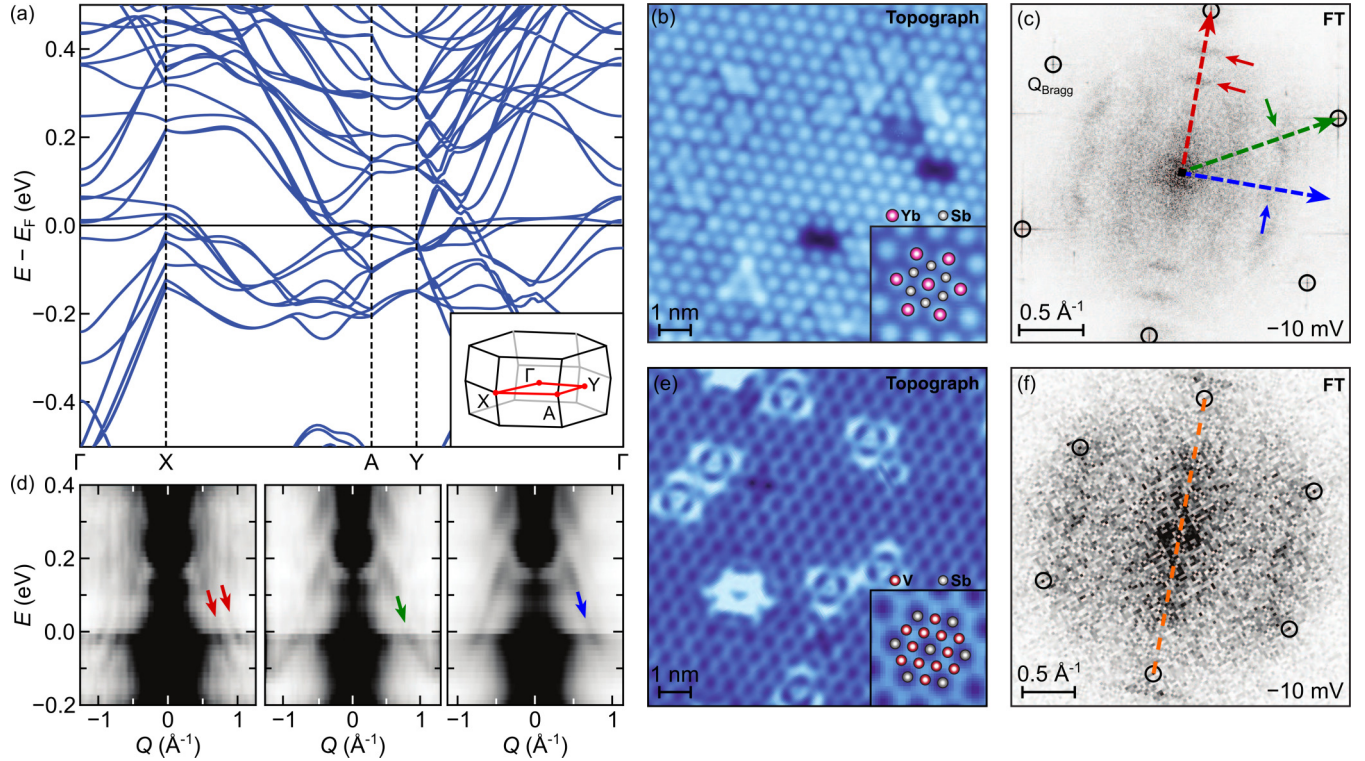 (a)
E − E_F (eV)
0.4
0.2
0.0
−0.2
−0.4
Γ
X
A
Y
Γ
Γ
X
Y
A
(b)
Topograph
Yb
Sb
1 nm
(c)
FT
Q_Bragg
0.5 Å⁻¹
−10 mV
(d)
E (eV)
0.4
0.2
0.0
−0.2
−1
0
1
−1
0
1
−1
0
1
Q (Å⁻¹)
Q (Å⁻¹)
Q (Å⁻¹)
(e)
Topograph
V
Sb
1 nm
(f)
FT
0.5 Å⁻¹
−10 mV